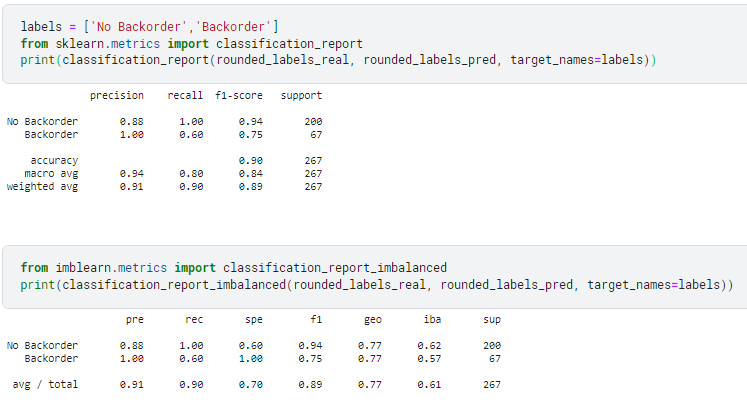 labels = ['No Backorder','Backorder']
from sklearn.metrics import classification_report
print(classification_report(rounded_labels_real, rounded_labels_pred, target_names=labels))
precision recall f1-score support
No Backorder 0.88 1.00 0.94 200
Backorder 1.00 0.60 0.75 67
accuracy 0.90 267
macro avg 0.94 0.80 0.84 267
weighted avg 0.91 0.90 0.89 267
from imblearn.metrics import classification_report_imbalanced
print(classification_report_imbalanced(rounded_labels_real, rounded_labels_pred, target_names=labels))
pre rec spe f1 geo iba sup
No Backorder 0.88 1.00 0.60 0.94 0.77 0.62 200
Backorder 1.00 0.60 1.00 0.75 0.77 0.57 67
avg / total 0.91 0.90 0.70 0.89 0.77 0.61 267